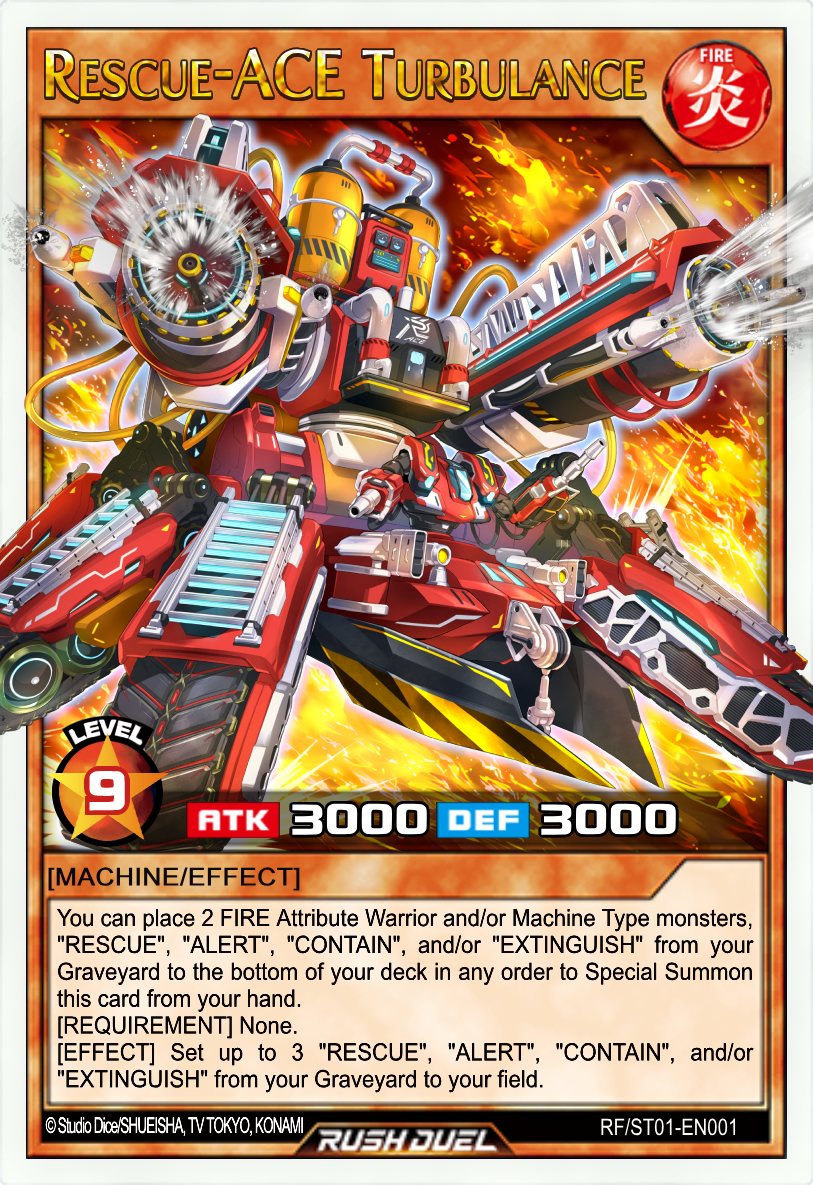 RESCUE-ACE TURBULANCE
FIRE
炎
ACE
LEVEL
9
ATK 3000 DEF 3000
[MACHINE/EFFECT]
You can place 2 FIRE Attribute Warrior and/or Machine Type monsters,
"RESCUE", "ALERT", "CONTAIN", and/or "EXTINGUISH" from your
Graveyard to the bottom of your deck in any order to Special Summon
this card from your hand.
[REQUIREMENT] None.
[EFFECT] Set up to 3 "RESCUE", "ALERT", "CONTAIN", and/or
"EXTINGUISH" from your Graveyard to your field.
© Studio Dice/SHUEISHA, TV TOKYO, KONAMI
RUSH DUEL
RF/ST01-EN001